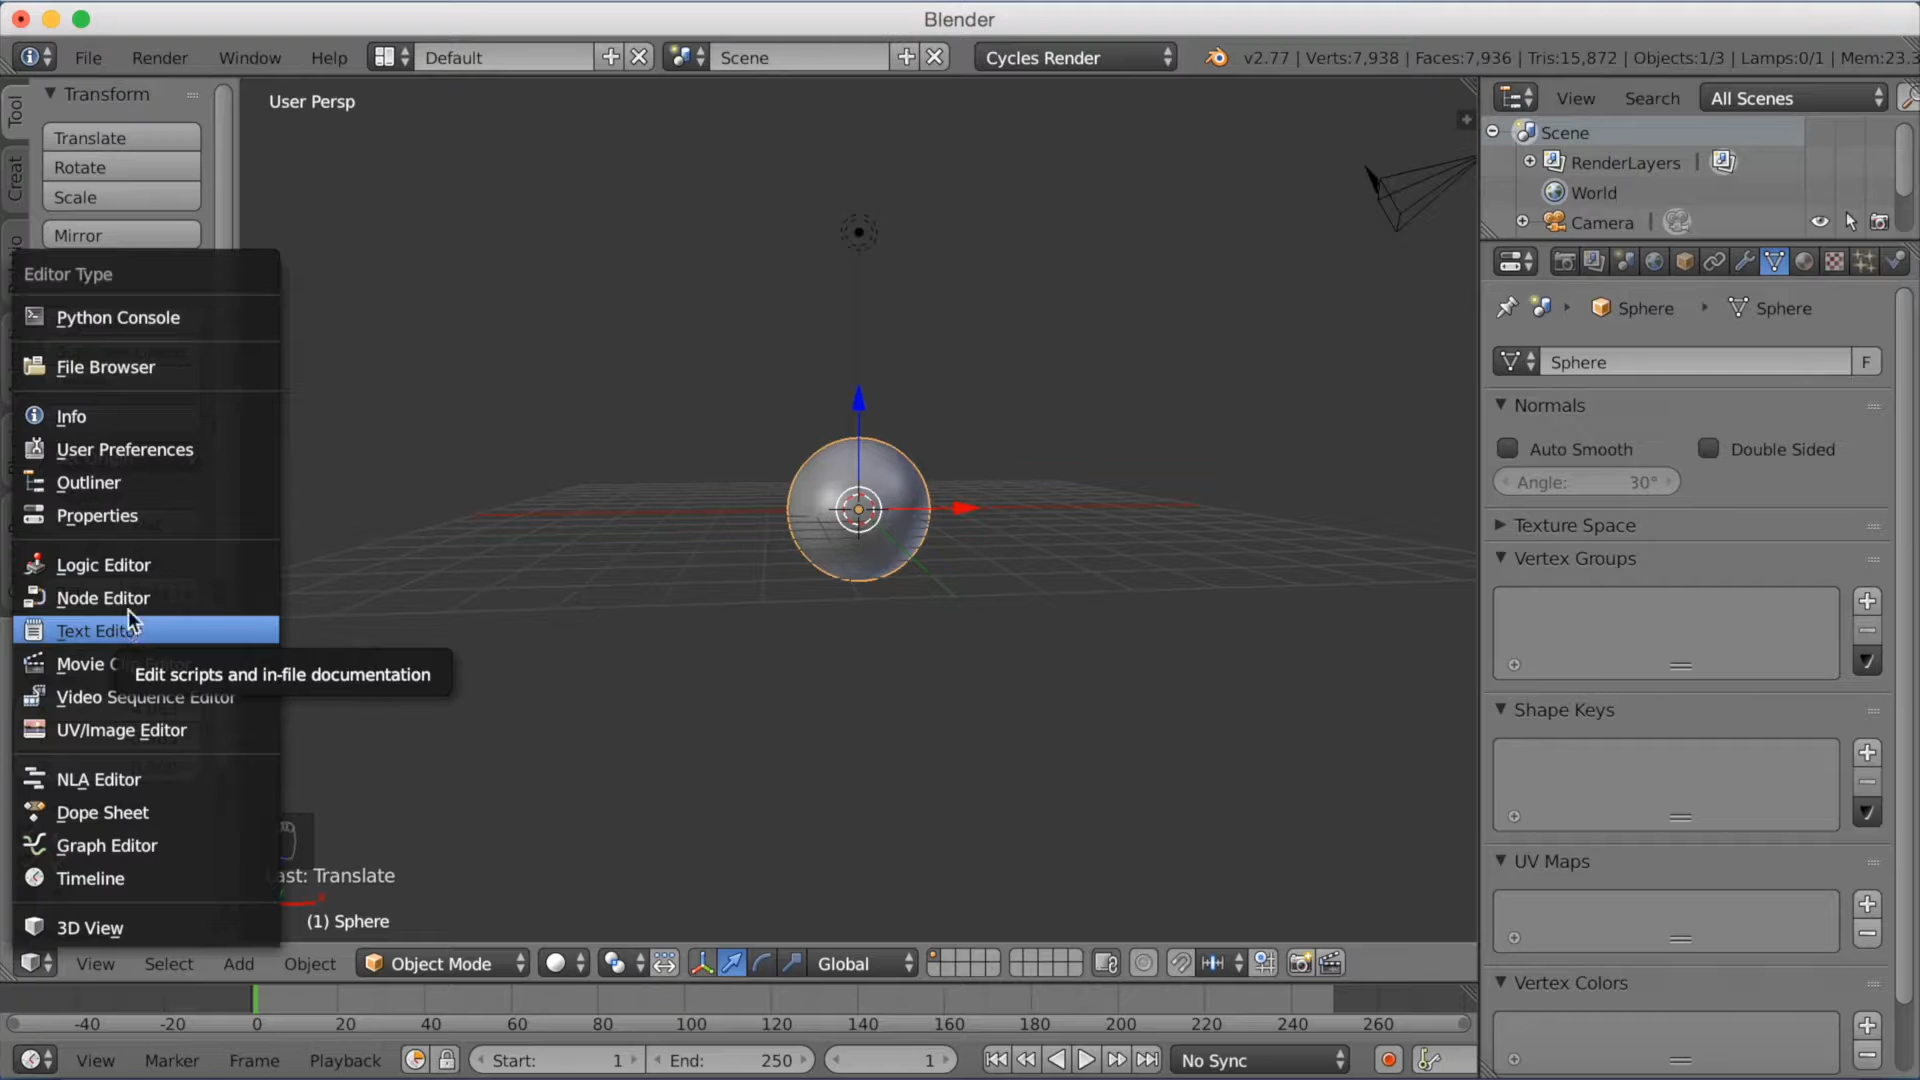 Blender
File Render Window Help Default Scene Cycles Render v2.77 | Verts:7,938 | Faces:7,936 | Tris:15,872 | Objects:1/3 | Lamps:0/1 | Mem:23.3
Tool
Creat
Transform
Translate
Rotate
Scale
Mirror
User Persp
Editor Type
Python Console
File Browser
Info
User Preferences
Outliner
Properties
Logic Editor
Node Editor
Text Edito
Movie C
Edit scripts and in-file documentation
Video Sequence Editor
UV/Image Editor
NLA Editor
Dope Sheet
Graph Editor
Timeline
3D View
ast: Translate
(1) Sphere
View Select Add Object Object Mode Global
-40 -20 0 20 40 60 80 100 120 140 160 180 200 220 240 260
View Marker Frame Playback Start: 1 End: 250 1 No Sync
View Search All Scenes
Scene
RenderLayers |
World
Camera |
Sphere Sphere
Sphere F
Normals
Auto Smooth Double Sided
Angle: 30°
Texture Space
Vertex Groups
Shape Keys
UV Maps
Vertex Colors